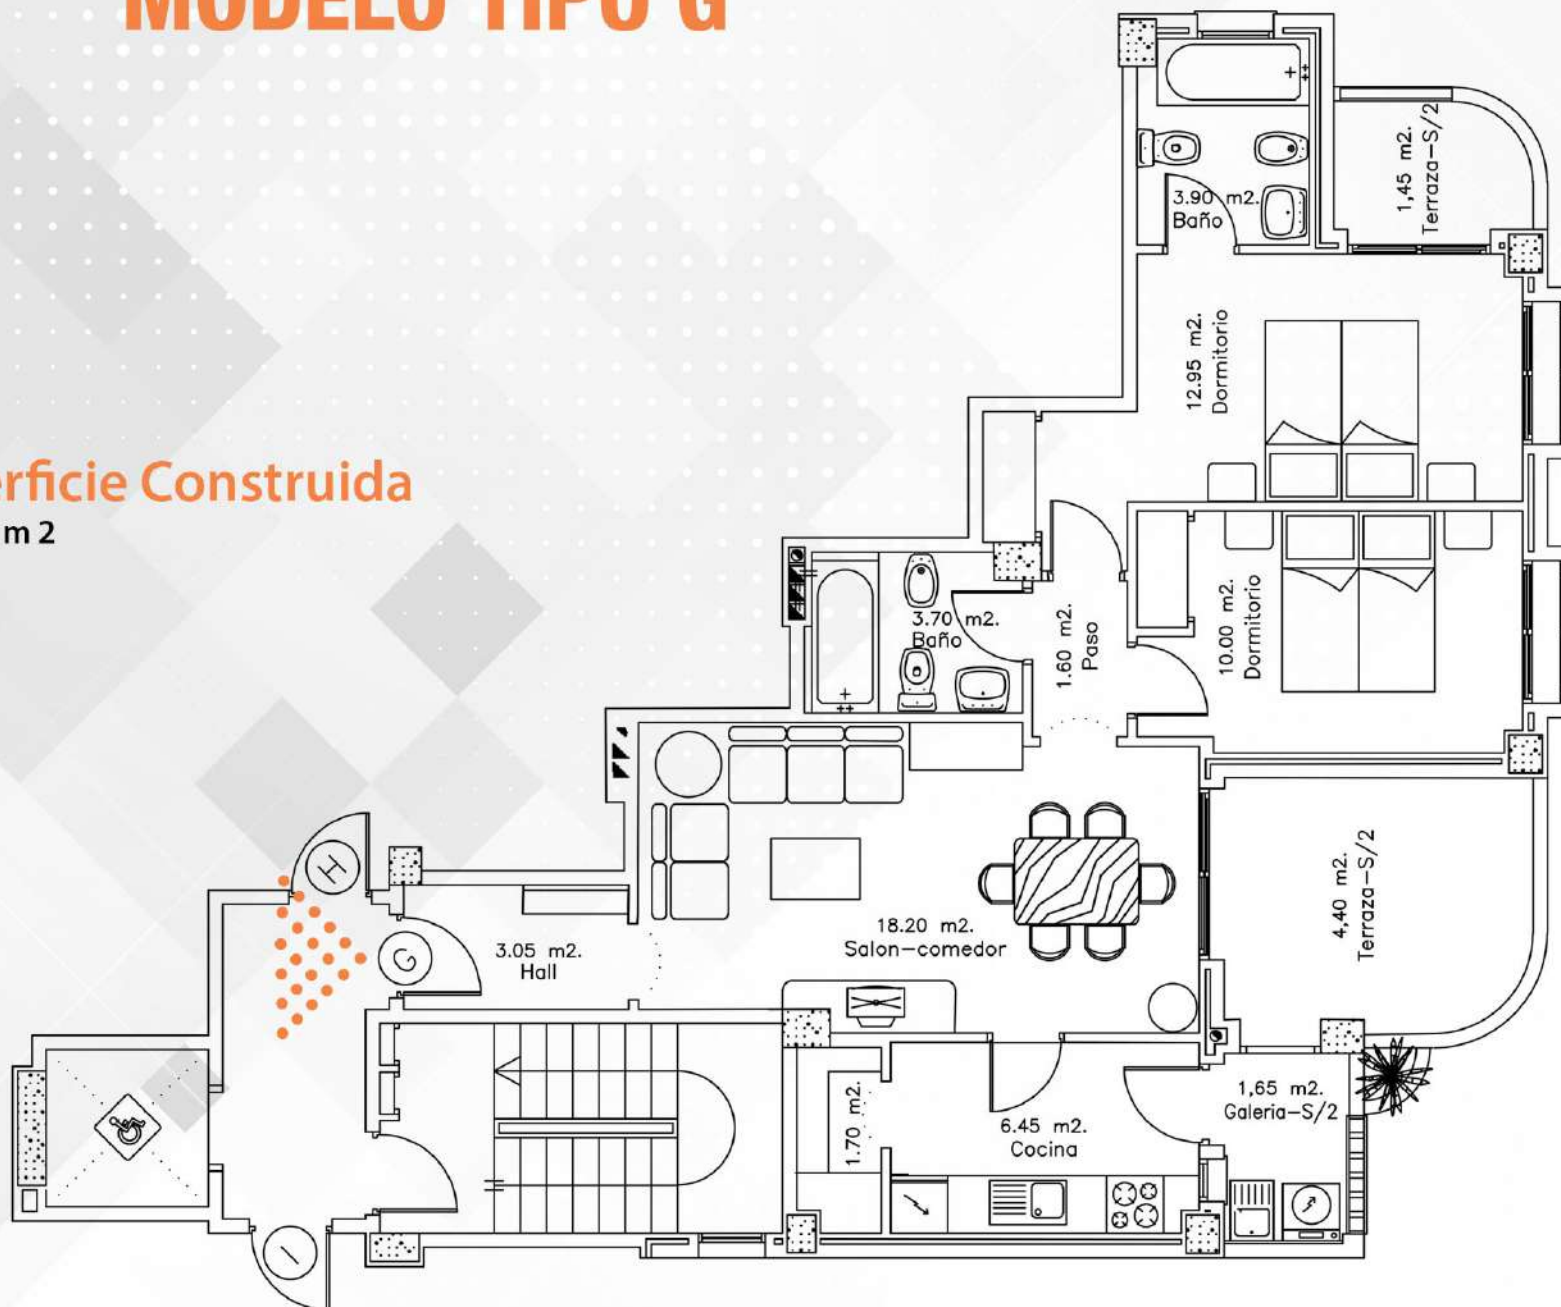 MODELO TIPO G
erficie Construida
m 2
3.90 m2.
Baño
1,45 m2.
Terraza-S/2
12.95 m2.
Dormitorio
3.70 m2.
Baño
1.60 m2.
Paso
10.00 m2.
Dormitorio
H
G
3.05 m2.
Hall
18.20 m2.
Salon-comedor
4,40 m2.
Terraza-S/2
1.70 m2.
6.45 m2.
Cocina
1,65 m2.
Galeria-S/2
I